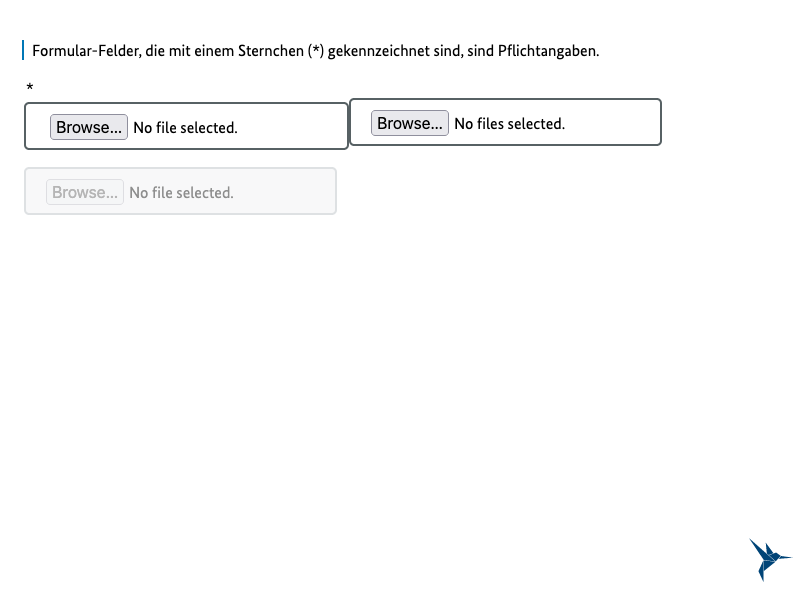 Formular-Felder, die mit einem Sternchen (*) gekennzeichnet sind, sind Pflichtangaben.
*
Browse... No file selected.
Browse... No files selected.
Browse... No file selected.